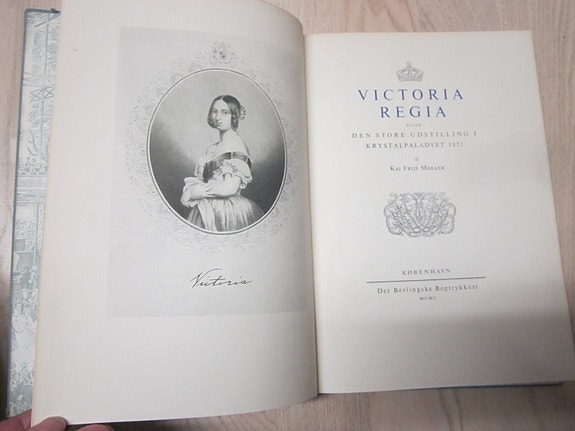 Victoria
VICTORIA
REGIA
ELLER
DEN STORE UDSTILLING I
KRYSTALPALADSET 1851
af
KAI FRIIS MØLLER
KØBENHAVN
Det Berlingske Bogtrykkeri
MCML